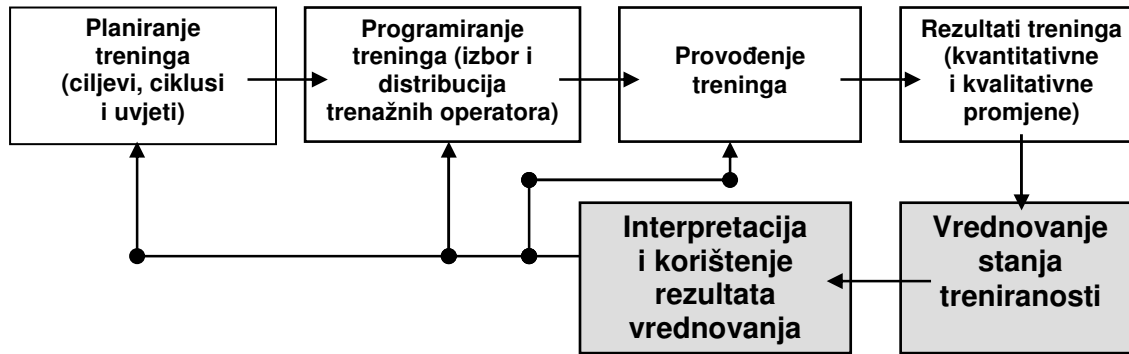 Planiranje
treninga
(ciljevi, ciklusi
i uvjeti)
Programiranje
treninga (izbor i
distribucija
trenažnih operatora)
Provođenje
treninga
Rezultati treninga
(kvantitativne
i kvalitativne
promjene)
Interpretacija
i korištenje
rezultata
vrednovanja
Vrednovanje
stanja
treniranosti